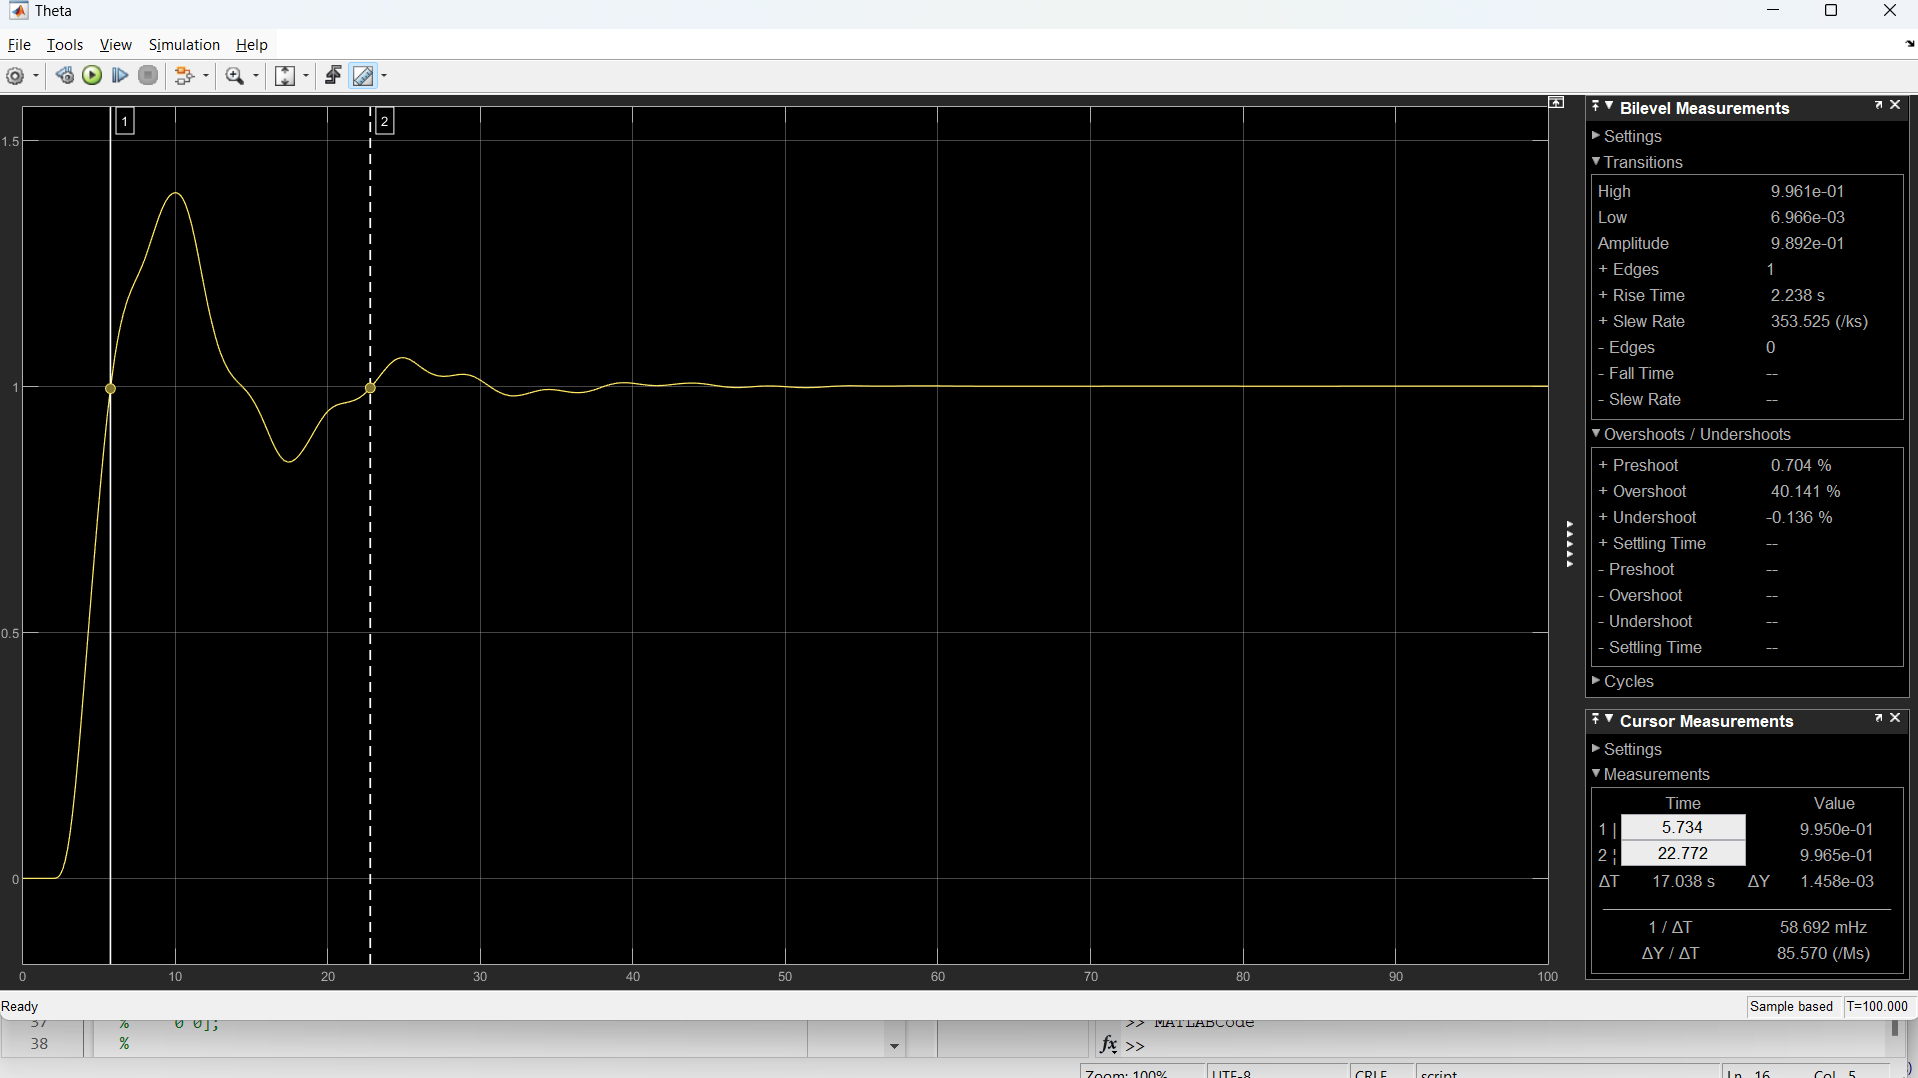 Theta
File Tools View Simulation Help
1 2
1.5
1
0.5
0
0 10 20 30 40 50 60 70 80 90 100
Bilevel Measurements
Settings
Transitions
High 9.961e-01
Low 6.966e-03
Amplitude 9.892e-01
+ Edges 1
+ Rise Time 2.238 s
+ Slew Rate 353.525 (/ks)
- Edges 0
- Fall Time --
- Slew Rate --
Overshoots / Undershoots
+ Preshoot 0.704 %
+ Overshoot 40.141 %
+ Undershoot -0.136 %
+ Settling Time --
- Preshoot --
- Overshoot --
- Undershoot --
- Settling Time --
Cycles
Cursor Measurements
Settings
Measurements
Time Value
1 | 5.734 9.950e-01
2 ¦ 22.772 9.965e-01
ΔT 17.038 s ΔY 1.458e-03
1 / ΔT 58.692 mHz
ΔY / ΔT 85.570 (/Ms)
Ready Sample based T=100.000
37 % 0 0]; >> MATLABCode
38 % fx >>
Zoom: 100% UTF-8 CRLF script Ln 16 Col 5